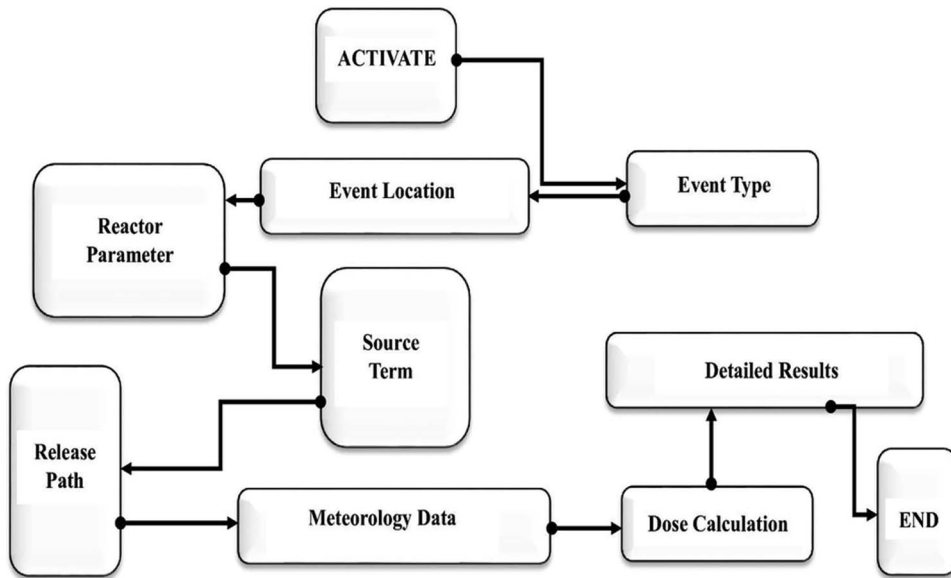 ACTIVATE
Event Type
Event Location
Reactor
Parameter
Source
Term
Release
Path
Meteorology Data
Dose Calculation
Detailed Results
END